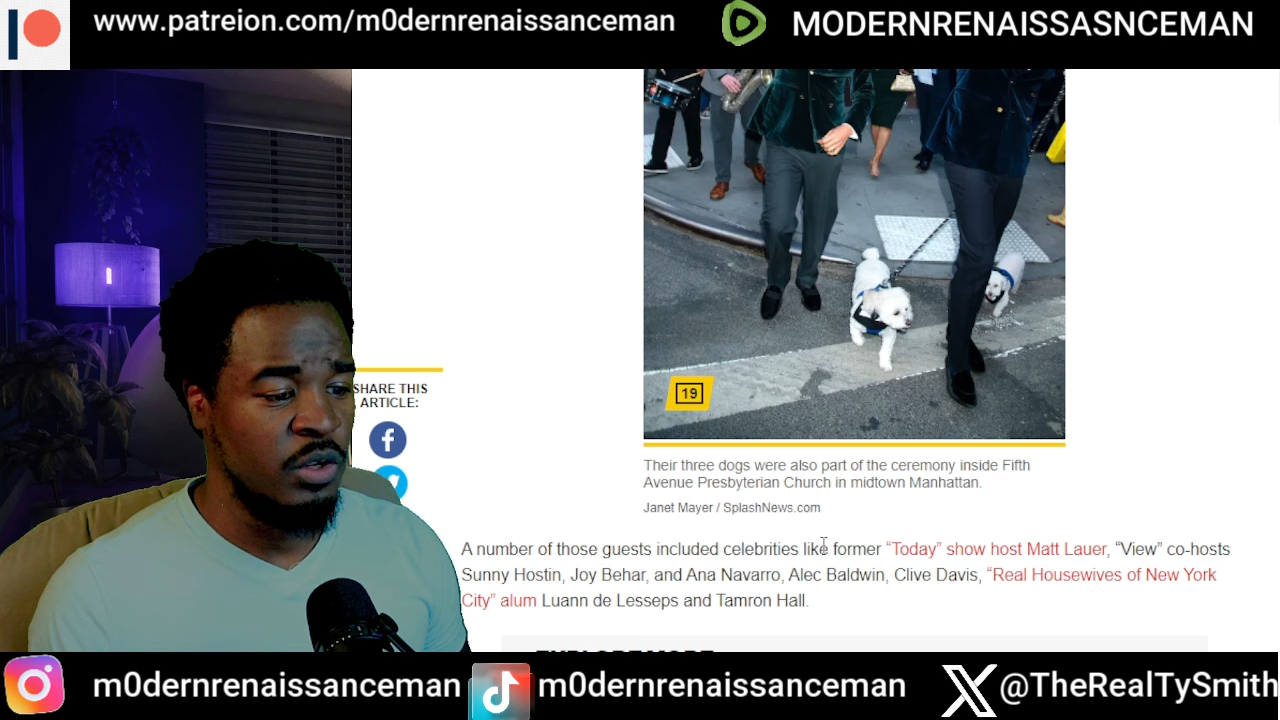 www.patreion.com/m0dernrenaissanceman
M0DERNRENAISSASNCEMAN
SHARE THIS
ARTICLE:
19
Their three dogs were also part of the ceremony inside Fifth
Avenue Presbyterian Church in midtown Manhattan.
Janet Mayer / SplashNews.com
A number of those guests included celebrities like former “Today” show host Matt Lauer, “View” co-hosts
Sunny Hostin, Joy Behar, and Ana Navarro, Alec Baldwin, Clive Davis, “Real Housewives of New York
City” alum Luann de Lesseps and Tamron Hall.
EXPLORE MORE
m0dernrenaissanceman
m0dernrenaissanceman
@TheRealTySmith